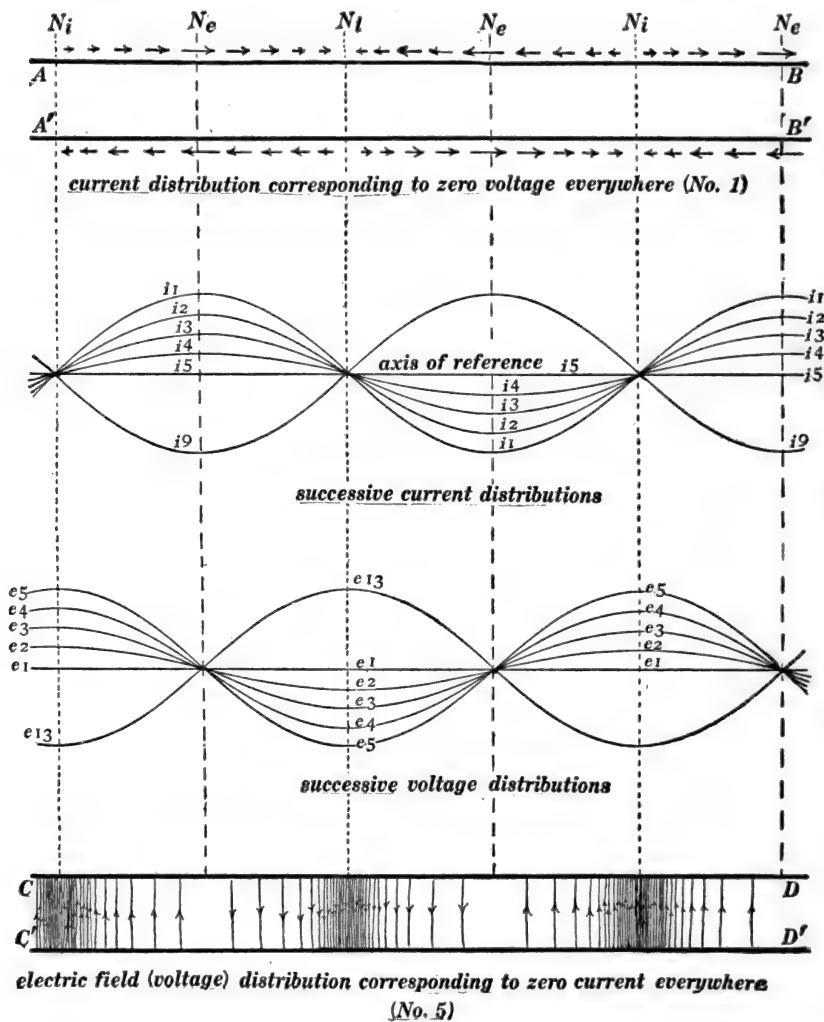 Ni Ne Nl Ne Ni Ne
A B
A' B'
current distribution corresponding to zero voltage everywhere (No. 1)
i1 i1
i2 i2
i3 i3
i4 i4
i5 axis of reference i5 i5
i4
i3
i2
i9 i1 i9
successive current distributions
e5 e13 e5
e4 e4
e3 e3
e2 e2
e1 e1 e1
e2
e3
e4
e13 e5
successive voltage distributions
C D
C' D'
electric field (voltage) distribution corresponding to zero current everywhere
(No. 5)